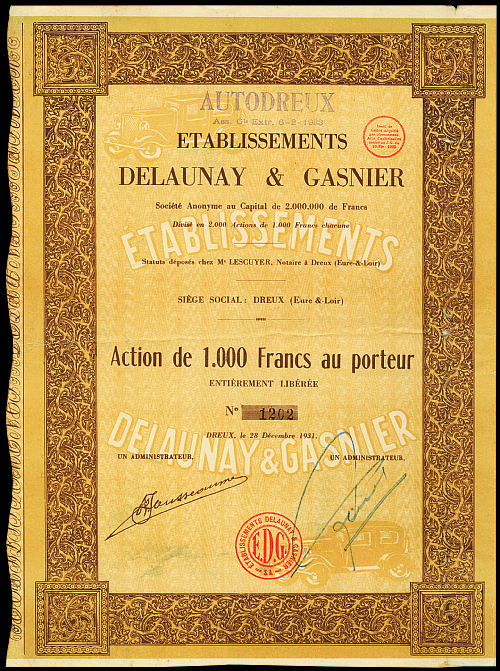 AUTODREUX
Ass. Gle Extr. 6-2-1933
ETABLISSEMENTS
DELAUNAY & GASNIER
Société Anonyme au Capital de 2.000.000 de Francs
Divisé en 2.000 Actions de 1.000 Francs chacune
ETABLISSEMENTS
Statuts déposés chez Me LESCUYER, Notaire à Dreux (Eure-&-Loir)
SIÈGE SOCIAL : DREUX (Eure-&-Loir)
Action de 1.000 Francs au porteur
ENTIÈREMENT LIBÉRÉE
No 1202
DELAUNAY & GASNIER
DREUX, le 28 Décembre 1931.
UN ADMINISTRATEUR, UN ADMINISTRATEUR,
ETABLISSEMENTS DELAUNAY & GASNIER
E.D.G.
S.A.